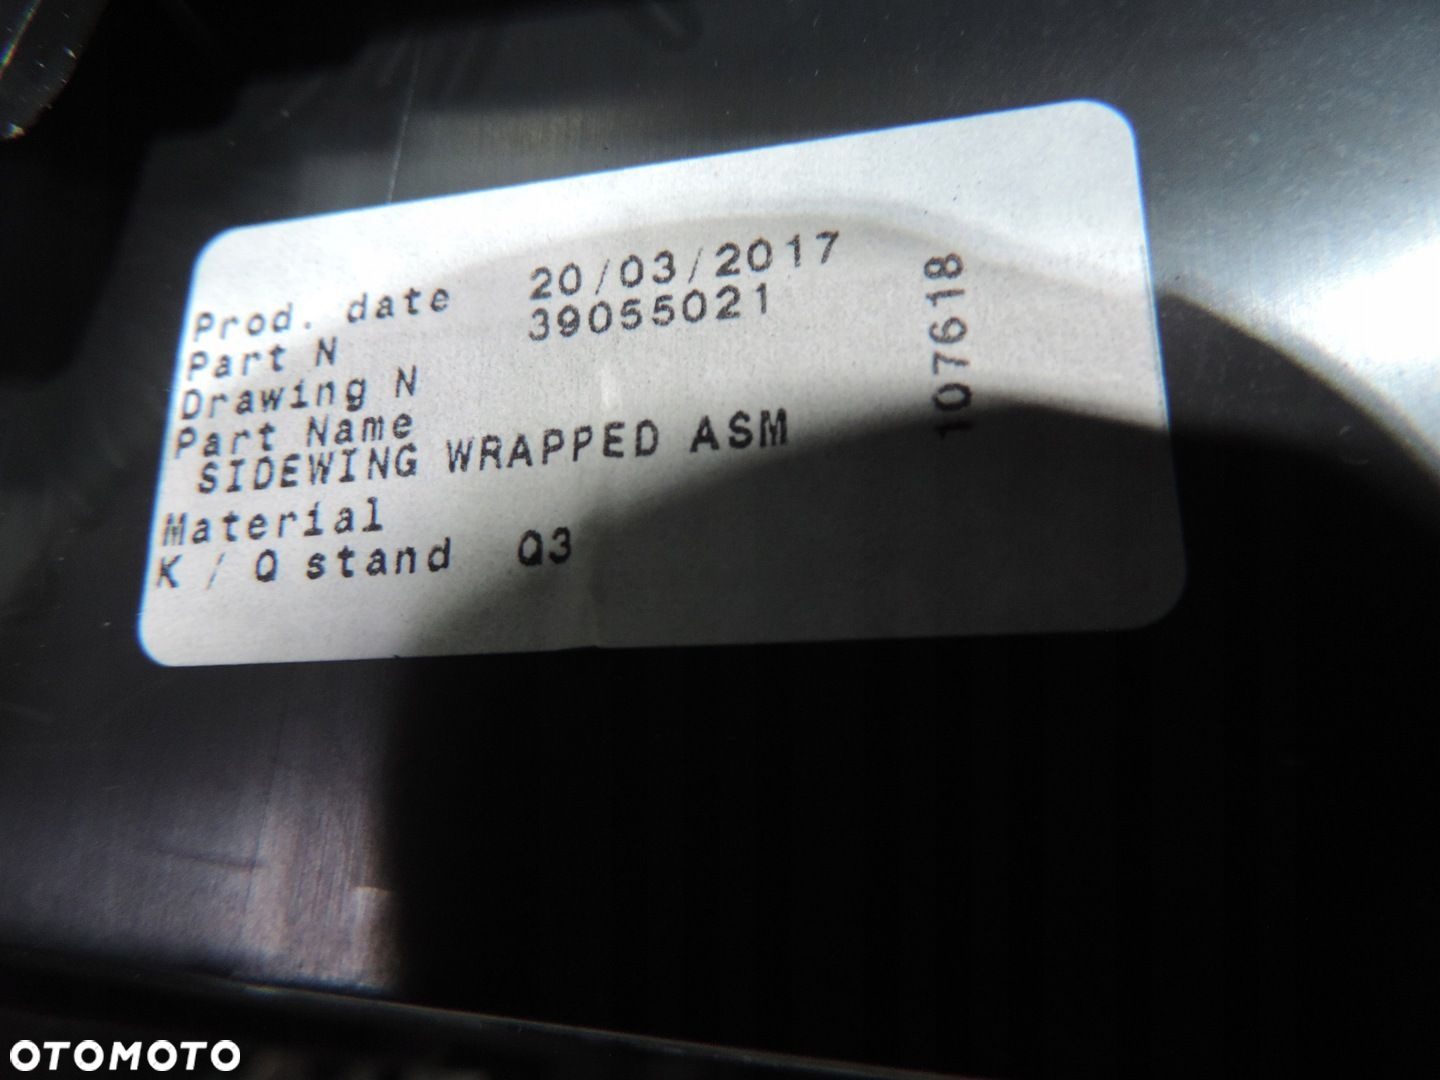 Prod. date 20/03/2017
Part N 39055021
Drawing N
Part Name
SIDEWING WRAPPED ASM
Material
K / Q stand Q3
107618
OTOMOTO